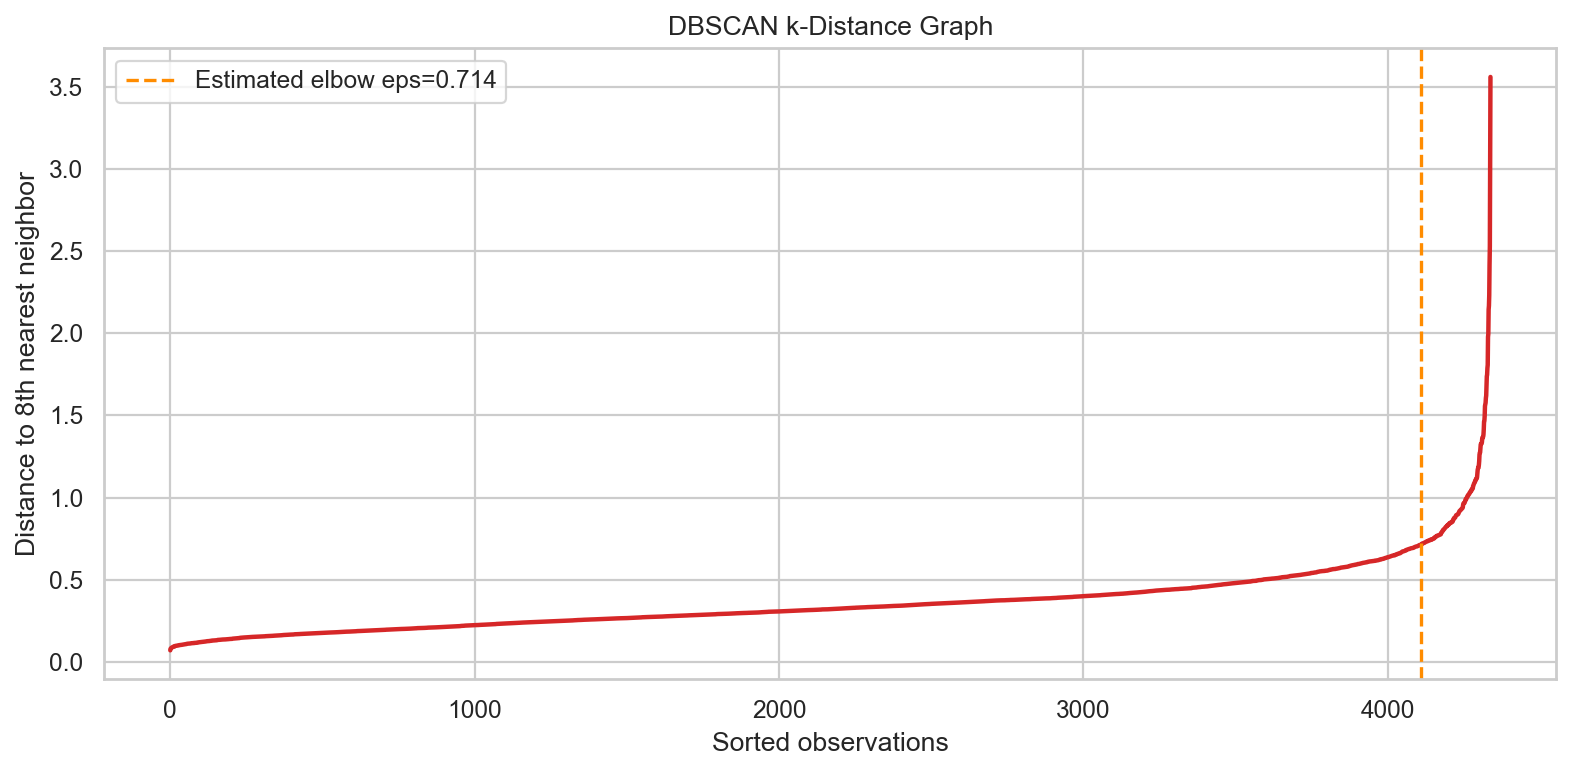 DBSCAN k-Distance Graph
Estimated elbow eps=0.714
Distance to 8th nearest neighbor
3.5
3.0
2.5
2.0
1.5
1.0
0.5
0.0
0 1000 2000 3000 4000
Sorted observations